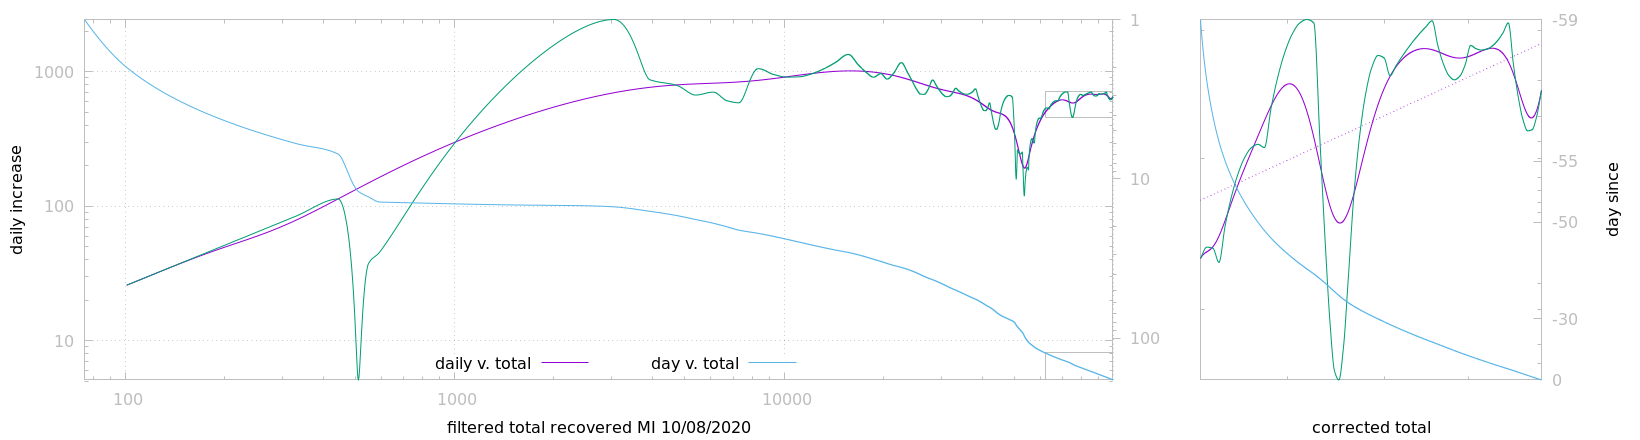 1000
100
10
daily increase
100
1000
10000
filtered total recovered MI 10/08/2020
daily v. total
day v. total
1
10
100
-59
-55
-50
-30
0
day since
corrected total